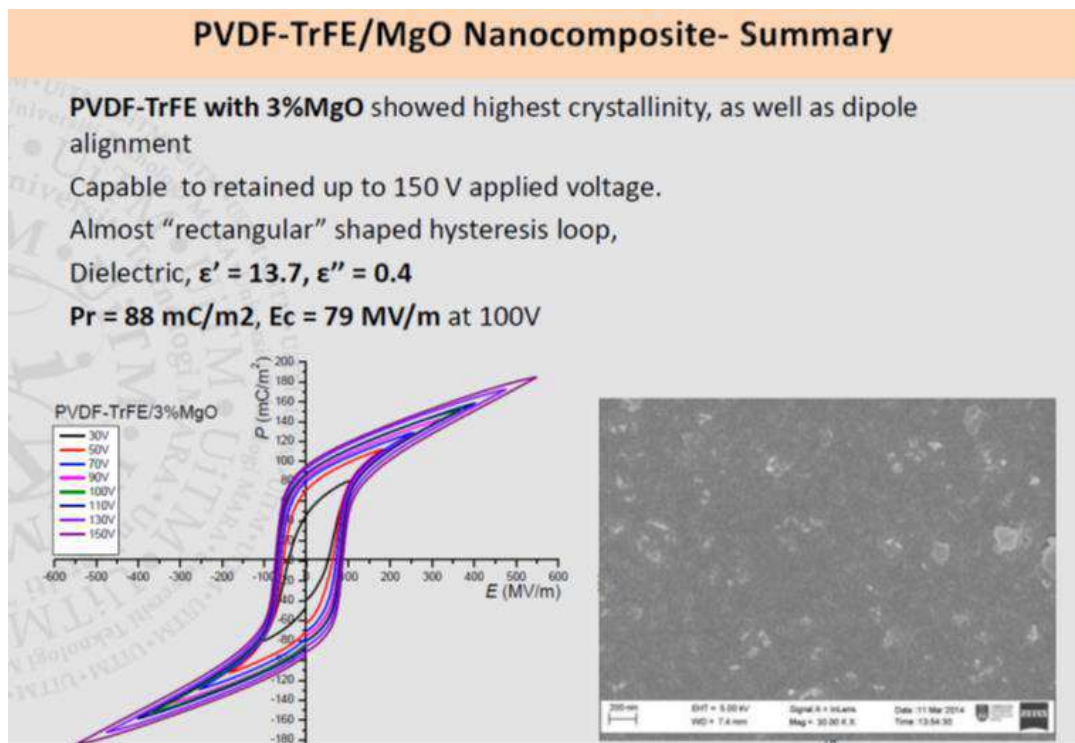 PVDF-TrFE/MgO Nanocomposite- Summary
PVDF-TrFE with 3%MgO showed highest crystallinity, as well as dipole
alignment
Capable to retained up to 150 V applied voltage.
Almost “rectangular” shaped hysteresis loop,
Dielectric, ε’ = 13.7, ε” = 0.4
Pr = 88 mC/m2, Ec = 79 MV/m at 100V
PVDF-TrFE/3%MgO
30V
50V
70V
90V
100V
110V
130V
150V
P (mC/m²)
200
180
160
140
120
100
80
-40
-60
-80
-100
-120
-140
-160
-180
-600 -500 -400 -300 -200 -100 0 100 200 300 400 500 600
E (MV/m)
200 nm
EHT = 5.00 kV
WD = 7.4 mm
Signal A = InLens
Mag = 30.00 K X
Date :11 Mar 2014
Time :13:54:30
ZEISS